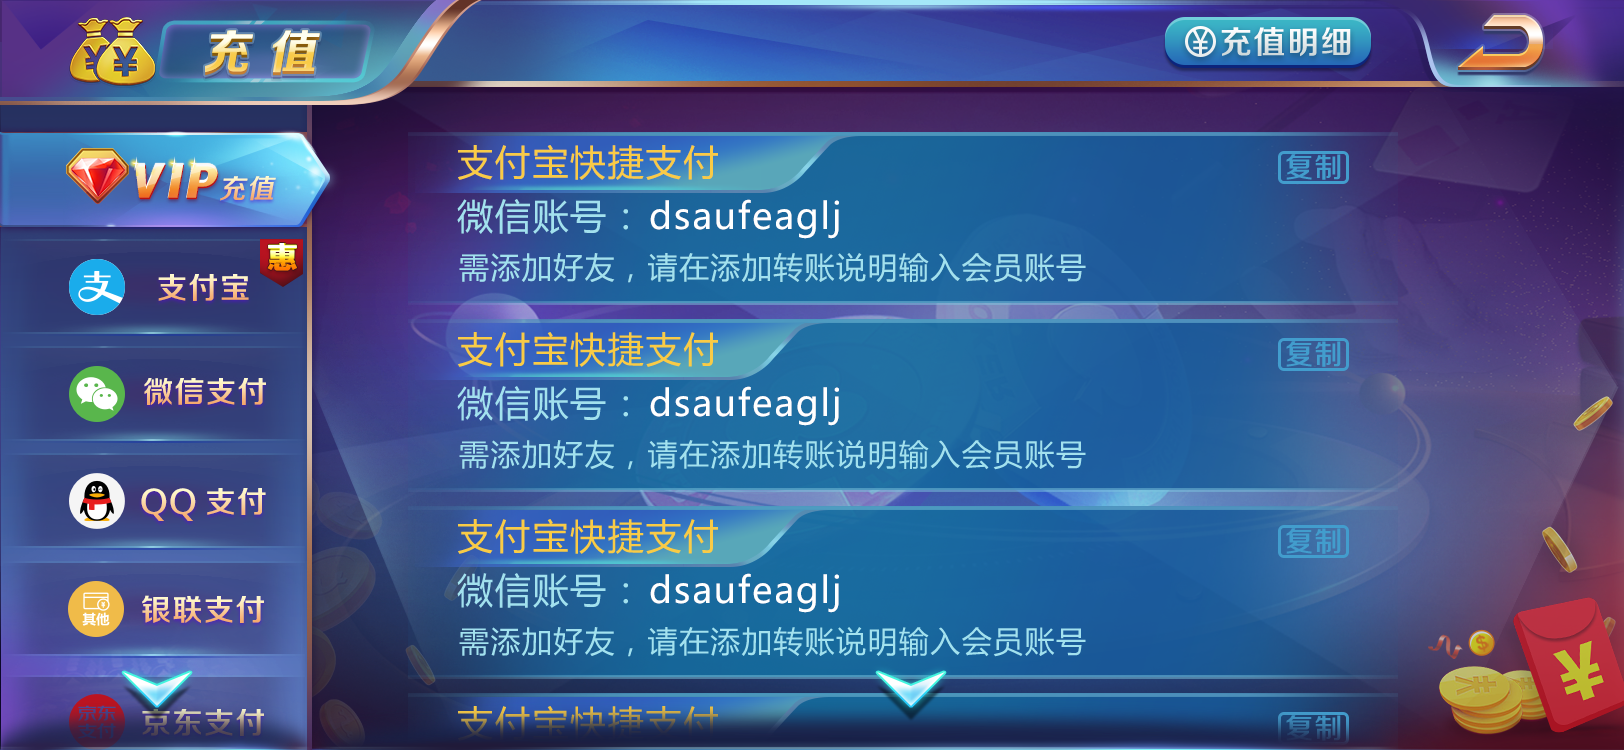 充值
¥充值明细
VIP充值
惠
支付宝
微信支付
QQ 支付
其他
银联支付
京东支付
京东支付
支付宝快捷支付
复制
微信账号：dsaufeaglj
需添加好友，请在添加转账说明输入会员账号
支付宝快捷支付
复制
微信账号：dsaufeaglj
需添加好友，请在添加转账说明输入会员账号
支付宝快捷支付
复制
微信账号：dsaufeaglj
需添加好友，请在添加转账说明输入会员账号
支付宝快捷支付
复制